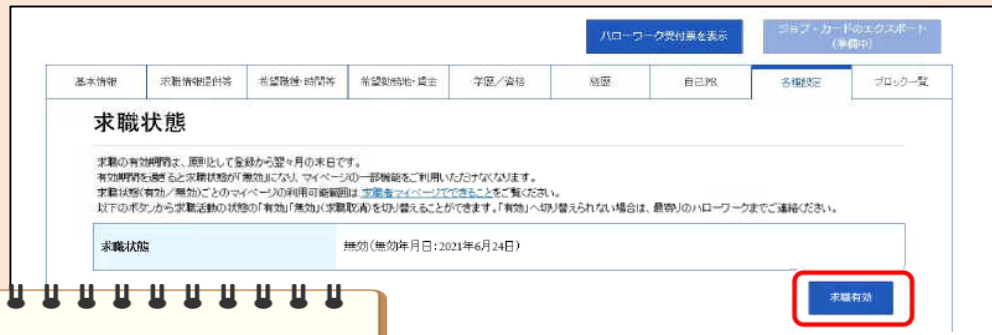 ハローワーク受付票を表示
ジョブ・カードのエクスポート
(準備中)
基本情報
求職情報提供等
希望職種・時間等
希望勤務地・賃金
学歴／資格
経歴
自己PR
各種設定
ブロック一覧
求職状態
求職の有効期間は、原則として登録から翌々月の末日です。
有効期間を過ぎると求職状態が「無効」になり、マイページの一部機能をご利用いただけなくなります。
求職状態(有効／無効)ごとのマイページの利用可能範囲は 求職者マイページでできることをご覧ください。
以下のボタンから求職活動の状態の「有効」「無効」(求職取消)を切り替えることができます。「有効」へ切り替えられない場合は、最寄りのハローワークまでご連絡ください。
求職状態
無効(無効年月日：2021年6月24日)
求職有効